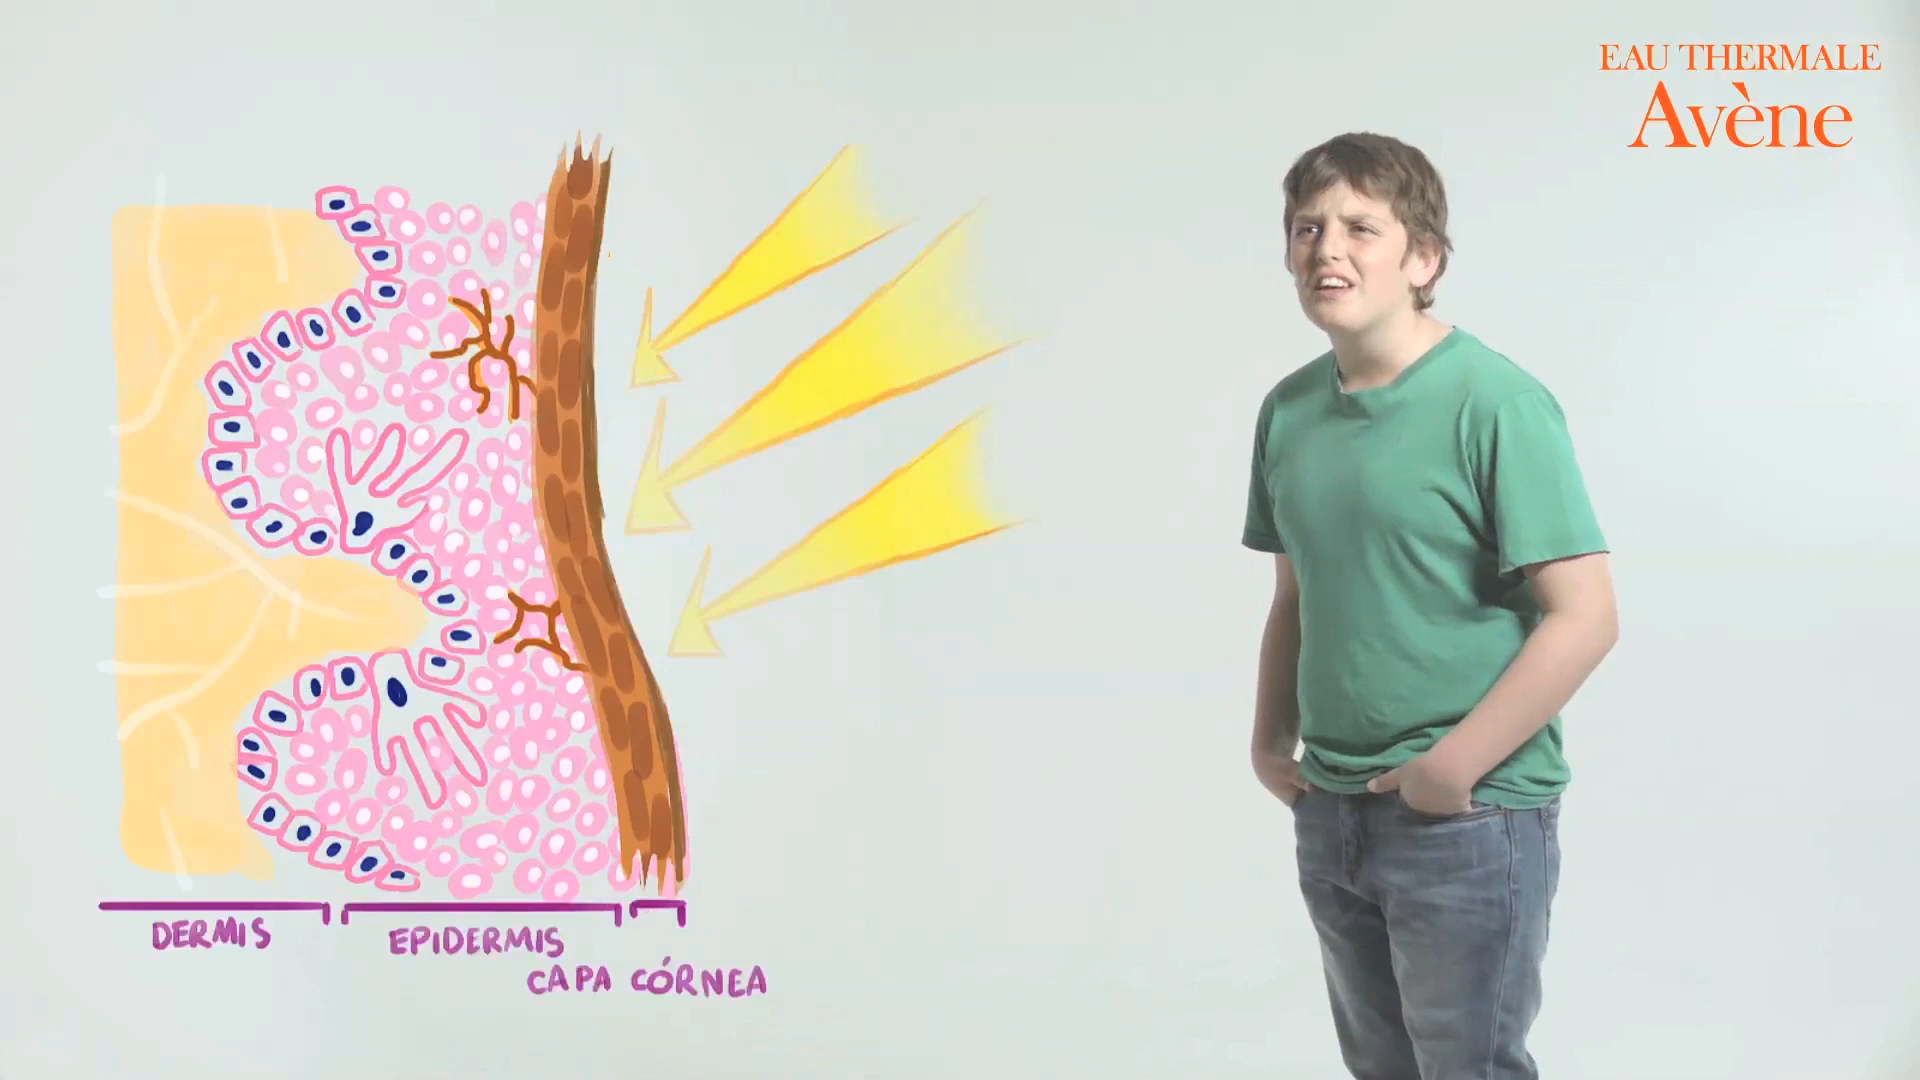 EAU THERMALE
Avène
DERMIS
EPIDERMIS
CAPA CÓRNEA